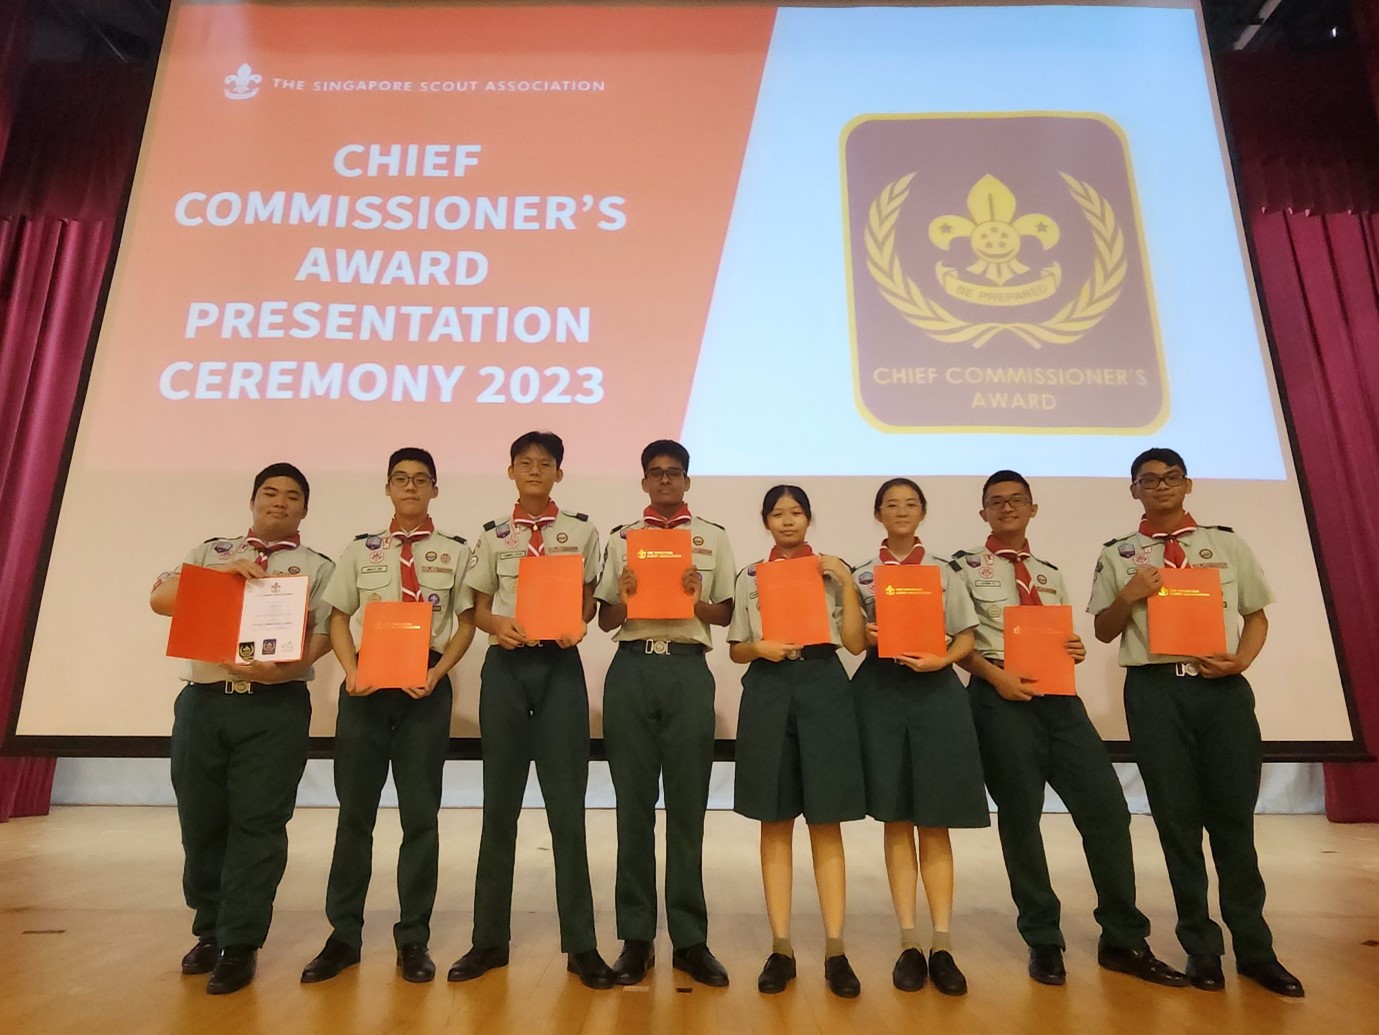 THE SINGAPORE SCOUT ASSOCIATION
CHIEF
COMMISSIONER'S
AWARD
PRESENTATION
CEREMONY 2023
BE PREPARED
CHIEF COMMISSIONER'S
AWARD